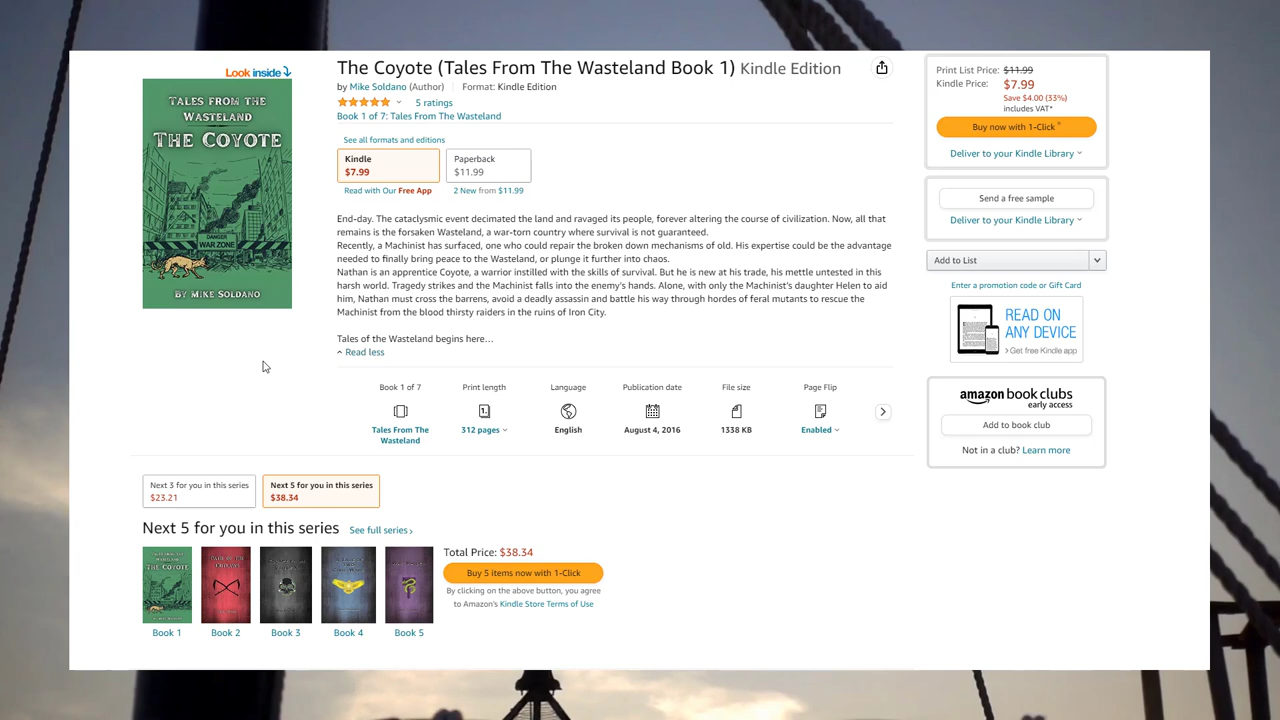 Look inside
TALES FROM THE
WASTELAND
THE COYOTE
DANGER
WAR ZONE
BY MIKE SOLDANO
The Coyote (Tales From The Wasteland Book 1) Kindle Edition
by Mike Soldano (Author) Format: Kindle Edition
5 ratings
Book 1 of 7: Tales From The Wasteland
See all formats and editions
Kindle
$7.99
Paperback
$11.99
Read with Our Free App
2 New from $11.99
End-day. The cataclysmic event decimated the land and ravaged its people, forever altering the course of civilization. Now, all that
remains is the forsaken Wasteland, a war-torn country where survival is not guaranteed.
Recently, a Machinist has surfaced, one who could repair the broken down mechanisms of old. His expertise could be the advantage
needed to finally bring peace to the Wasteland, or plunge it further into chaos.
Nathan is an apprentice Coyote, a warrior instilled with the skills of survival. But he is new at his trade, his mettle untested in this
harsh world. Tragedy strikes and the Machinist falls into the enemy's hands. Alone, with only the Machinist's daughter Helen to aid
him, Nathan must cross the barrens, avoid a deadly assassin and battle his way through hordes of feral mutants to rescue the
Machinist from the blood thirsty raiders in the ruins of Iron City.
Tales of the Wasteland begins here…
Read less
Book 1 of 7
Tales From The
Wasteland
Print length
312 pages
Language
English
Publication date
August 4, 2016
File size
1338 KB
Page Flip
Enabled
Print List Price: $11.99
Kindle Price: $7.99
Save $4.00 (33%)
includes VAT*
Buy now with 1-Click ®
Deliver to your Kindle Library
Send a free sample
Deliver to your Kindle Library
Add to List
Enter a promotion code or Gift Card
READ ON
ANY DEVICE
> Get free Kindle app
amazon book clubs
early access
Add to book club
Not in a club? Learn more
Next 3 for you in this series
$23.21
Next 5 for you in this series
$38.34
Next 5 for you in this series See full series
TALES FROM THE
WASTELAND
THE COYOTE
Book 1
Book 2
Book 3
Book 4
Book 5
Total Price: $38.34
Buy 5 items now with 1-Click
By clicking on the above button, you agree
to Amazon's Kindle Store Terms of Use